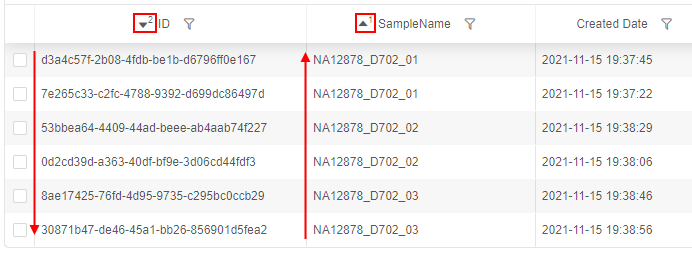 2 ID 1 SampleName Created Date
d3a4c57f-2b08-4fdb-be1b-d6796ff0e167 NA12878_D702_01 2021-11-15 19:37:45
7e265c33-c2fc-4788-9392-d699dc86497d NA12878_D702_01 2021-11-15 19:37:22
53bbea64-4409-44ad-beee-ab4aab74f227 NA12878_D702_02 2021-11-15 19:38:29
0d2cd39d-a363-40df-bf9e-3d06cd44fdf3 NA12878_D702_02 2021-11-15 19:38:06
8ae17425-76fd-4d95-9735-c295bc0ccb29 NA12878_D702_03 2021-11-15 19:38:46
30871b47-de46-45a1-bb26-856901d5fea2 NA12878_D702_03 2021-11-15 19:38:56